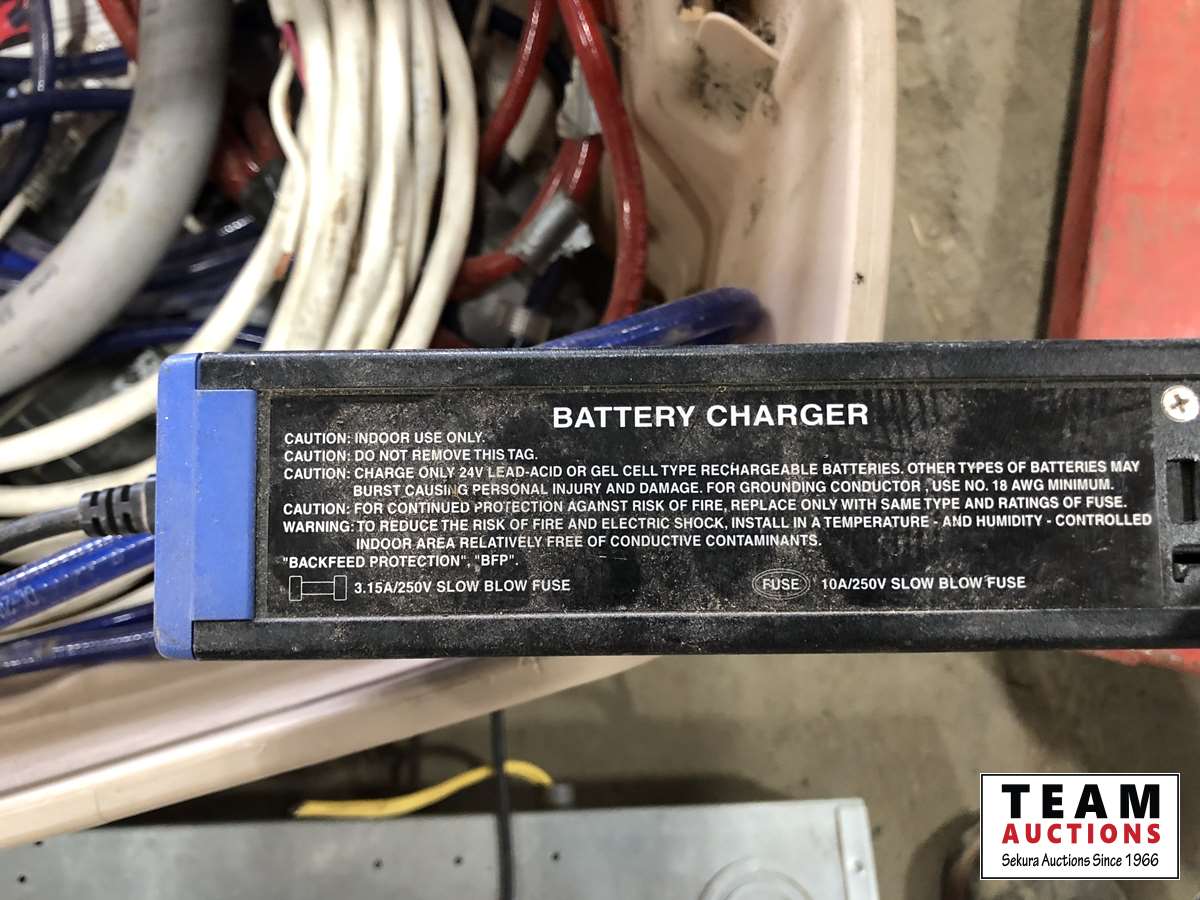 BATTERY CHARGER
CAUTION: INDOOR USE ONLY.
CAUTION: DO NOT REMOVE THIS TAG.
CAUTION: CHARGE ONLY 24V LEAD-ACID OR GEL CELL TYPE RECHARGEABLE BATTERIES. OTHER TYPES OF BATTERIES MAY
BURST CAUSING PERSONAL INJURY AND DAMAGE. FOR GROUNDING CONDUCTOR , USE NO. 18 AWG MINIMUM.
CAUTION: FOR CONTINUED PROTECTION AGAINST RISK OF FIRE, REPLACE ONLY WITH SAME TYPE AND RATINGS OF FUSE.
WARNING: TO REDUCE THE RISK OF FIRE AND ELECTRIC SHOCK, INSTALL IN A TEMPERATURE - AND HUMIDITY - CONTROLLED
INDOOR AREA RELATIVELY FREE OF CONDUCTIVE CONTAMINANTS.
"BACKFEED PROTECTION", "BFP".
3.15A/250V SLOW BLOW FUSE
FUSE 10A/250V SLOW BLOW FUSE
TEAM
AUCTIONS
Sekura Auctions Since 1966